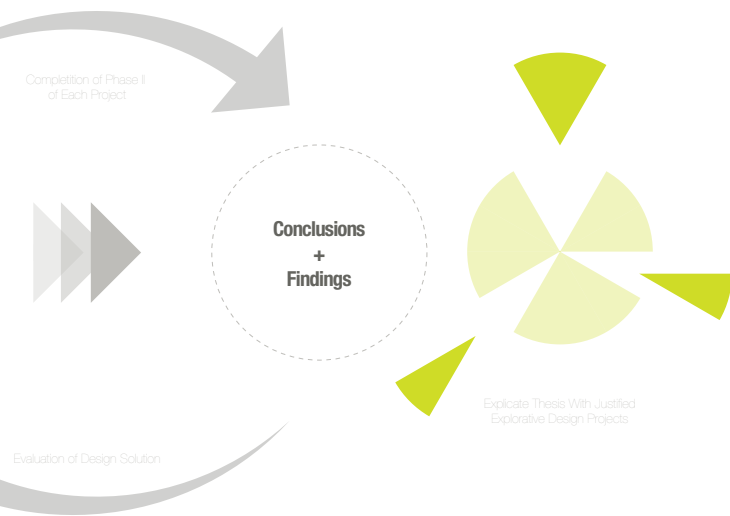 Completition of Phase II
of Each Project
Conclusions
+
Findings
Explicate Thesis With Justified
Explorative Design Projects
Evaluation of Design Solution